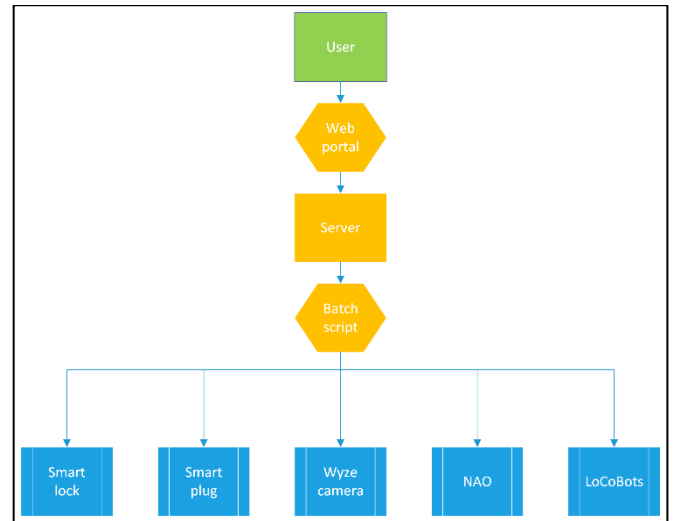 User
Web
portal
Server
Batch
script
Smart
lock
Smart
plug
Wyze
camera
NAO
LoCoBots